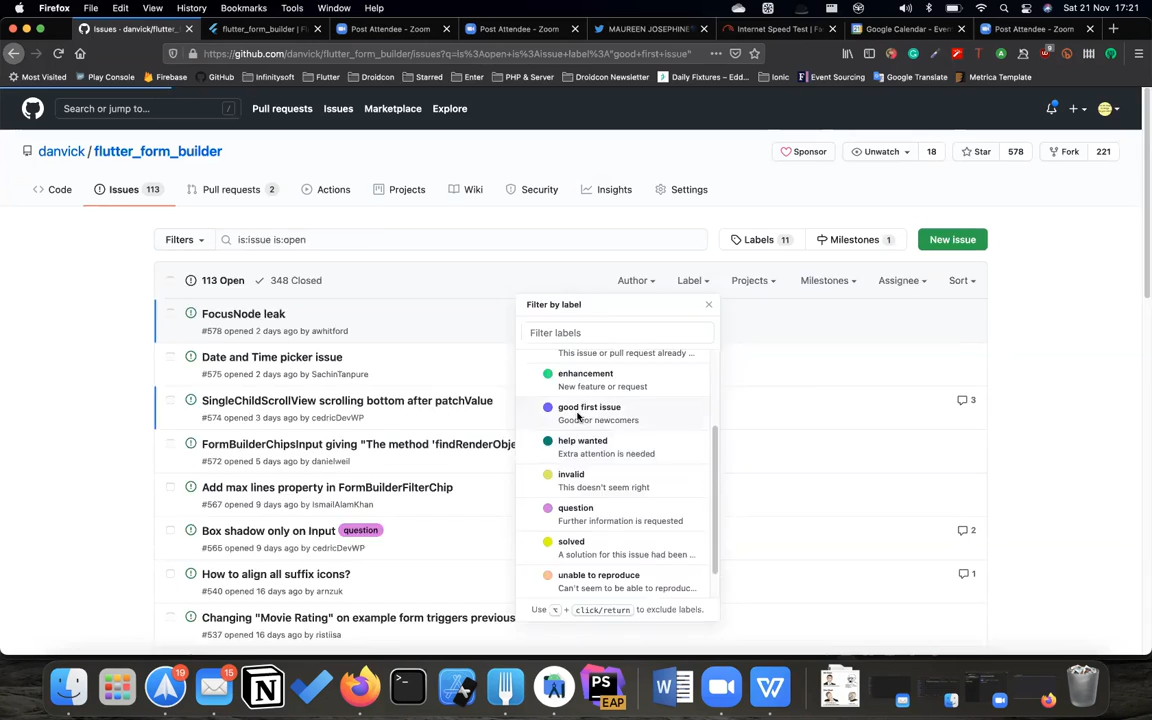 Firefox File Edit View History Bookmarks Tools Window Help Sat 21 Nov 17:21
Issues · danvick/flutter_ × flutter_form_builder | Fl × Post Attendee - Zoom × Post Attendee - Zoom × MAUREEN JOSEPHINE × Internet Speed Test | Fa × Google Calendar - Even × Post Attendee - Zoom × +
https://github.com/danvick/flutter_form_builder/issues?q=is%3Aopen+is%3Aissue+label%3A"good+first+issue"
Most Visited Play Console Firebase GitHub Infinitysoft Flutter Droidcon Starred Enter PHP & Server Droidcon Newsletter Daily Fixtures – Edd... Ionic Event Sourcing Google Translate Metrica Template
Search or jump to... / Pull requests Issues Marketplace Explore
danvick / flutter_form_builder Sponsor Unwatch 18 Star 578 Fork 221
Code Issues 113 Pull requests 2 Actions Projects Wiki Security Insights Settings
Filters is:issue is:open Labels 11 Milestones 1 New issue
113 Open 348 Closed Author Label Projects Milestones Assignee Sort
FocusNode leak
#578 opened 2 days ago by awhitford
Date and Time picker issue
#575 opened 2 days ago by SachinTanpure
SingleChildScrollView scrolling bottom after patchValue 3
#574 opened 3 days ago by cedricDevWP
FormBuilderChipsInput giving "The method 'findRenderObje
#572 opened 5 days ago by danielweil
Add max lines property in FormBuilderFilterChip
#567 opened 9 days ago by IsmailAlamKhan
Box shadow only on Input question 2
#565 opened 9 days ago by cedricDevWP
How to align all suffix icons? 1
#540 opened 16 days ago by arnzuk
Changing "Movie Rating" on example form triggers previous
#537 opened 16 days ago by ristiisa
Filter by label
Filter labels
This issue or pull request already ...
enhancement
New feature or request
good first issue
Good for newcomers
help wanted
Extra attention is needed
invalid
This doesn't seem right
question
Further information is requested
solved
A solution for this issue had been ...
unable to reproduce
Can't seem to be able to reproduc...
Use ⌥ + click/return to exclude labels.
19 15 PS EAP